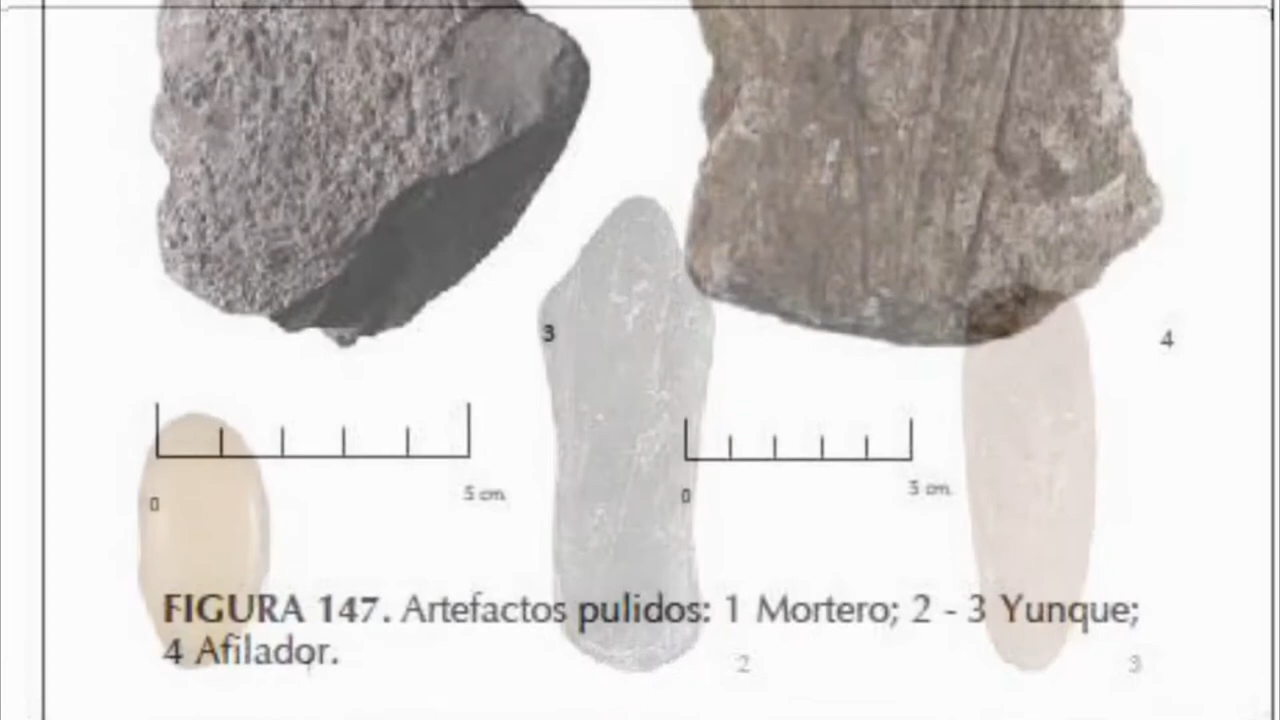 3
4
0 5 cm.
0 5 cm.
FIGURA 147. Artefactos pulidos: 1 Mortero; 2 - 3 Yunque;
4 Afilador.
2 3